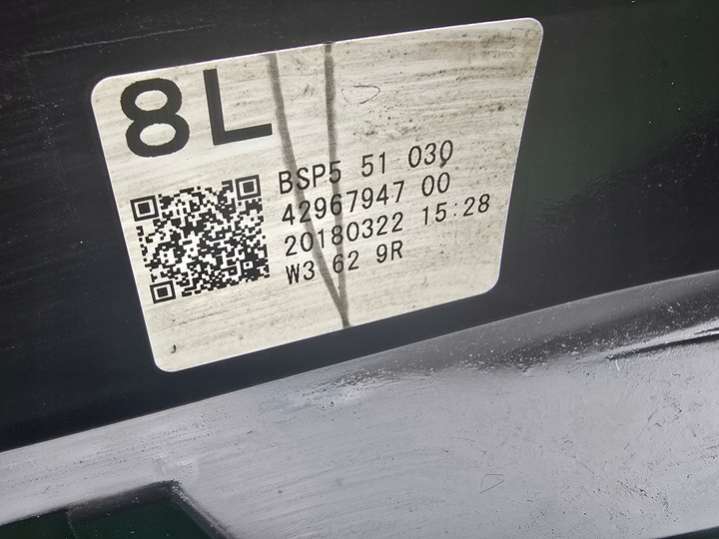 8L
BSP5 51 030
42967947 00
20180322 15:28
W3 62 9R